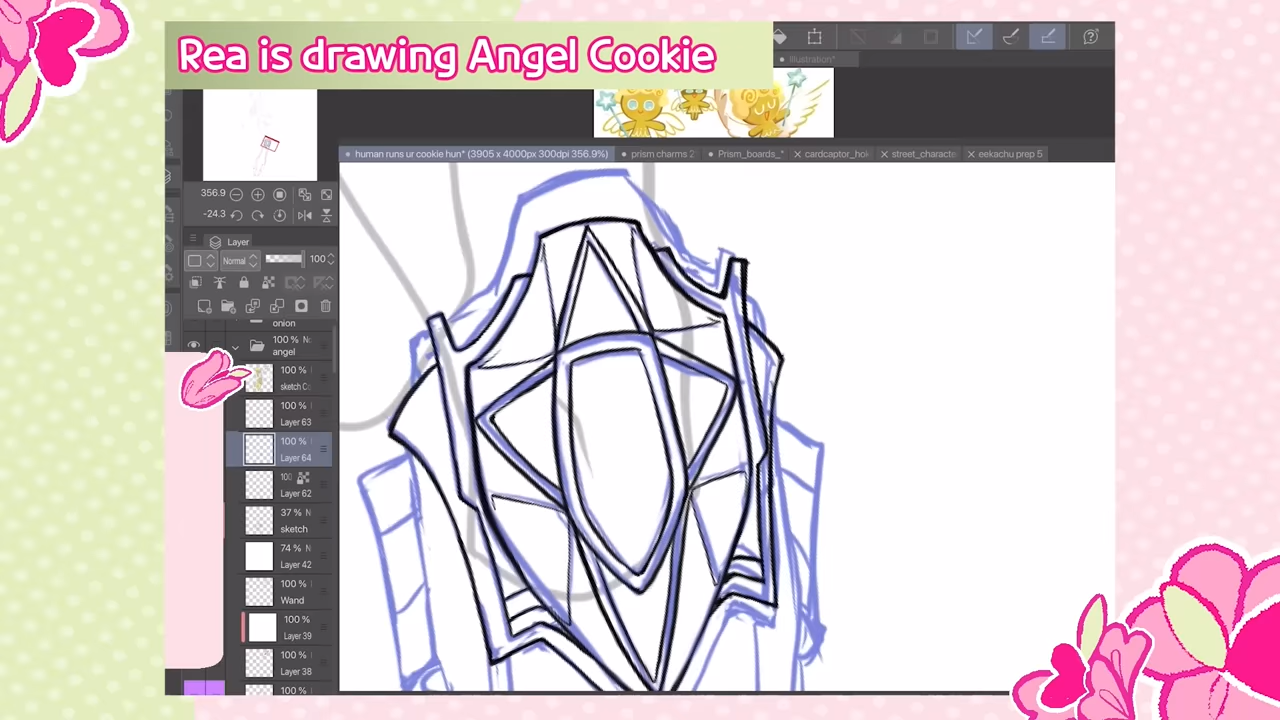 Rea is drawing Angel Cookie
Illustration*
human runs ur cookie hun* (3905 x 4000px 300dpi 356.9%)
prism charms 2
Prism_boards_*
cardcaptor_hol
street_characte
eekachu prep 5
356.9
-24.3
Layer
Normal
100
onion
100 %
angel
100 %
sketch
100 %
Layer 63
100 %
Layer 64
Layer 62
37 % N
sketch
74 % N
Layer 42
100 %
Wand
100 %
Layer 39
100 %
Layer 38
100 %